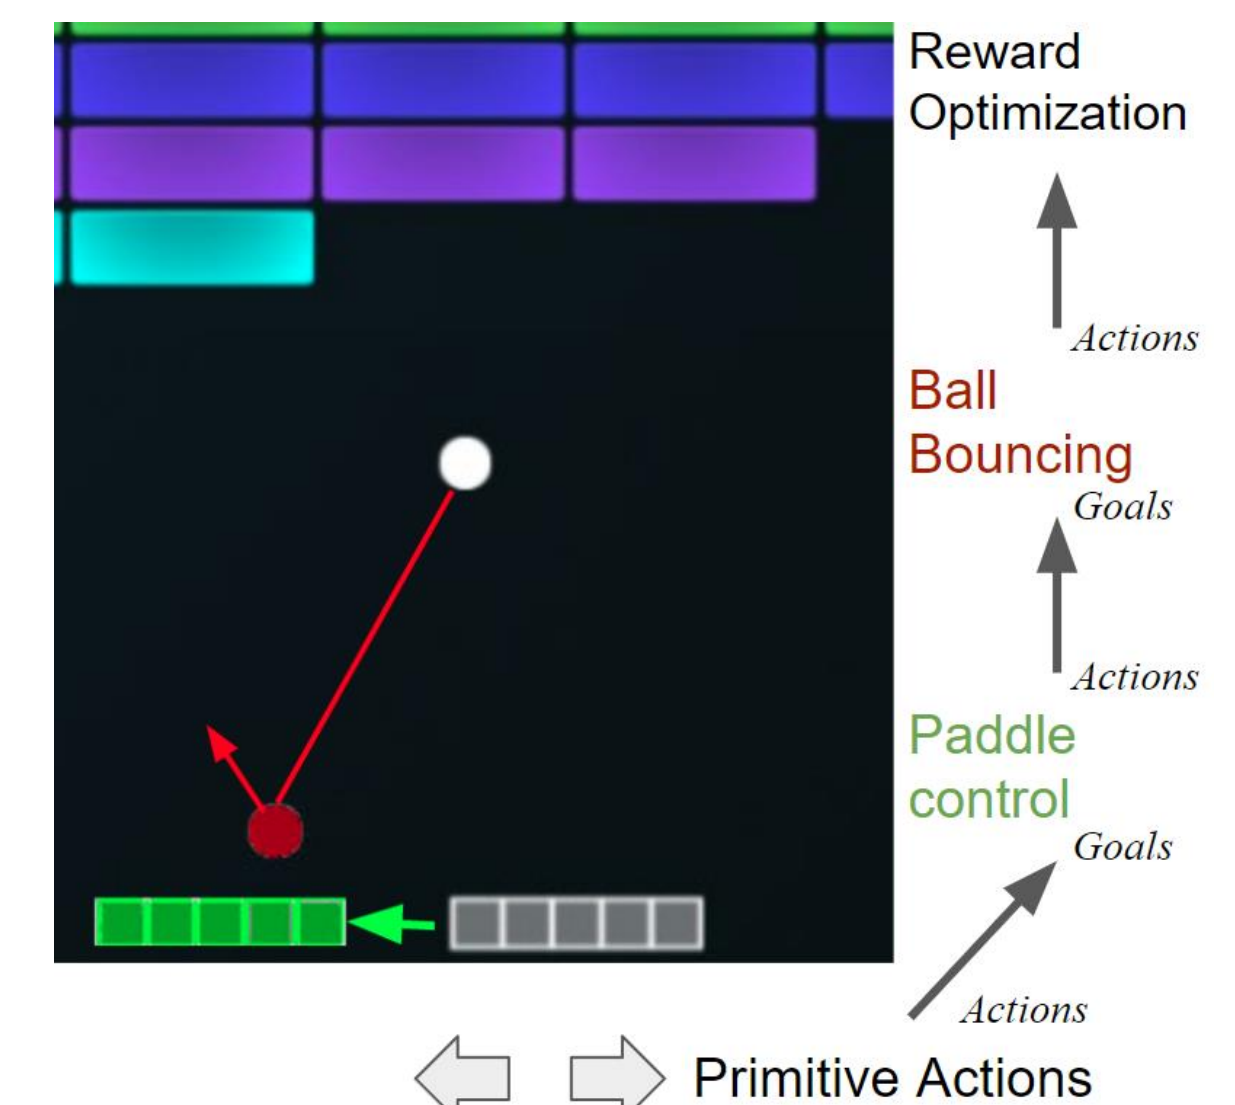 Reward
Optimization
Actions
Ball
Bouncing
Goals
Actions
Paddle
control
Goals
Actions
Primitive Actions